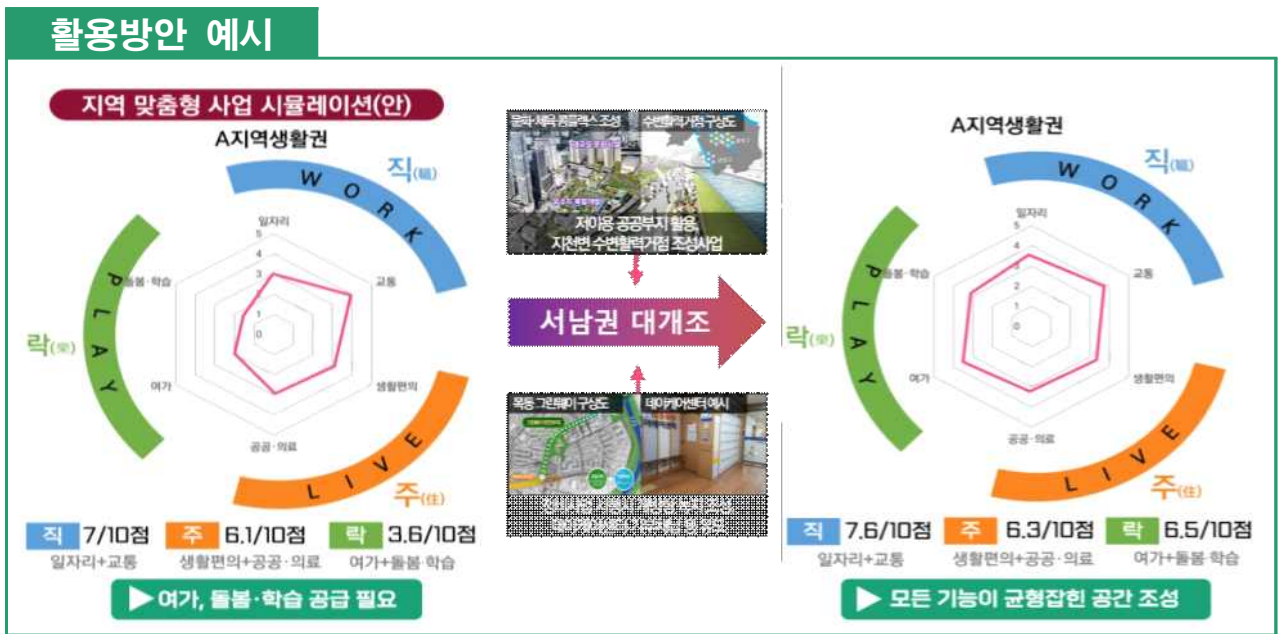 활용방안 예시
지역 맞춤형 사업 시뮬레이션(안)
A지역생활권
직(職)
WORK
일자리
5
4
3
1
0
교통
생활편의
공공·의료
여가
돌봄·학습
PLAY
락(樂)
LIVE
주(住)
직 7/10점 주 6.1/10점 락 3.6/10점
일자리+교통 생활편의+공공·의료 여가+돌봄·학습
▶여가, 돌봄·학습 공급 필요
문화·체육 콤플렉스 조성 수변활력거점 구상도
저이용 공공부지 활용,
지천변 수변활력거점 조성사업
서남권 대개조
목동 그린웨이 구상도 데이케어센터 예시
A지역생활권
직(職)
WORK
일자리
5
4
3
2
1
0
교통
생활편의
공공·의료
여가
돌봄·학습
PLAY
락(樂)
LIVE
주(住)
직 7.6/10점 주 6.3/10점 락 6.5/10점
일자리+교통 생활편의+공공·의료 여가+돌봄·학습
▶ 모든 기능이 균형잡힌 공간 조성